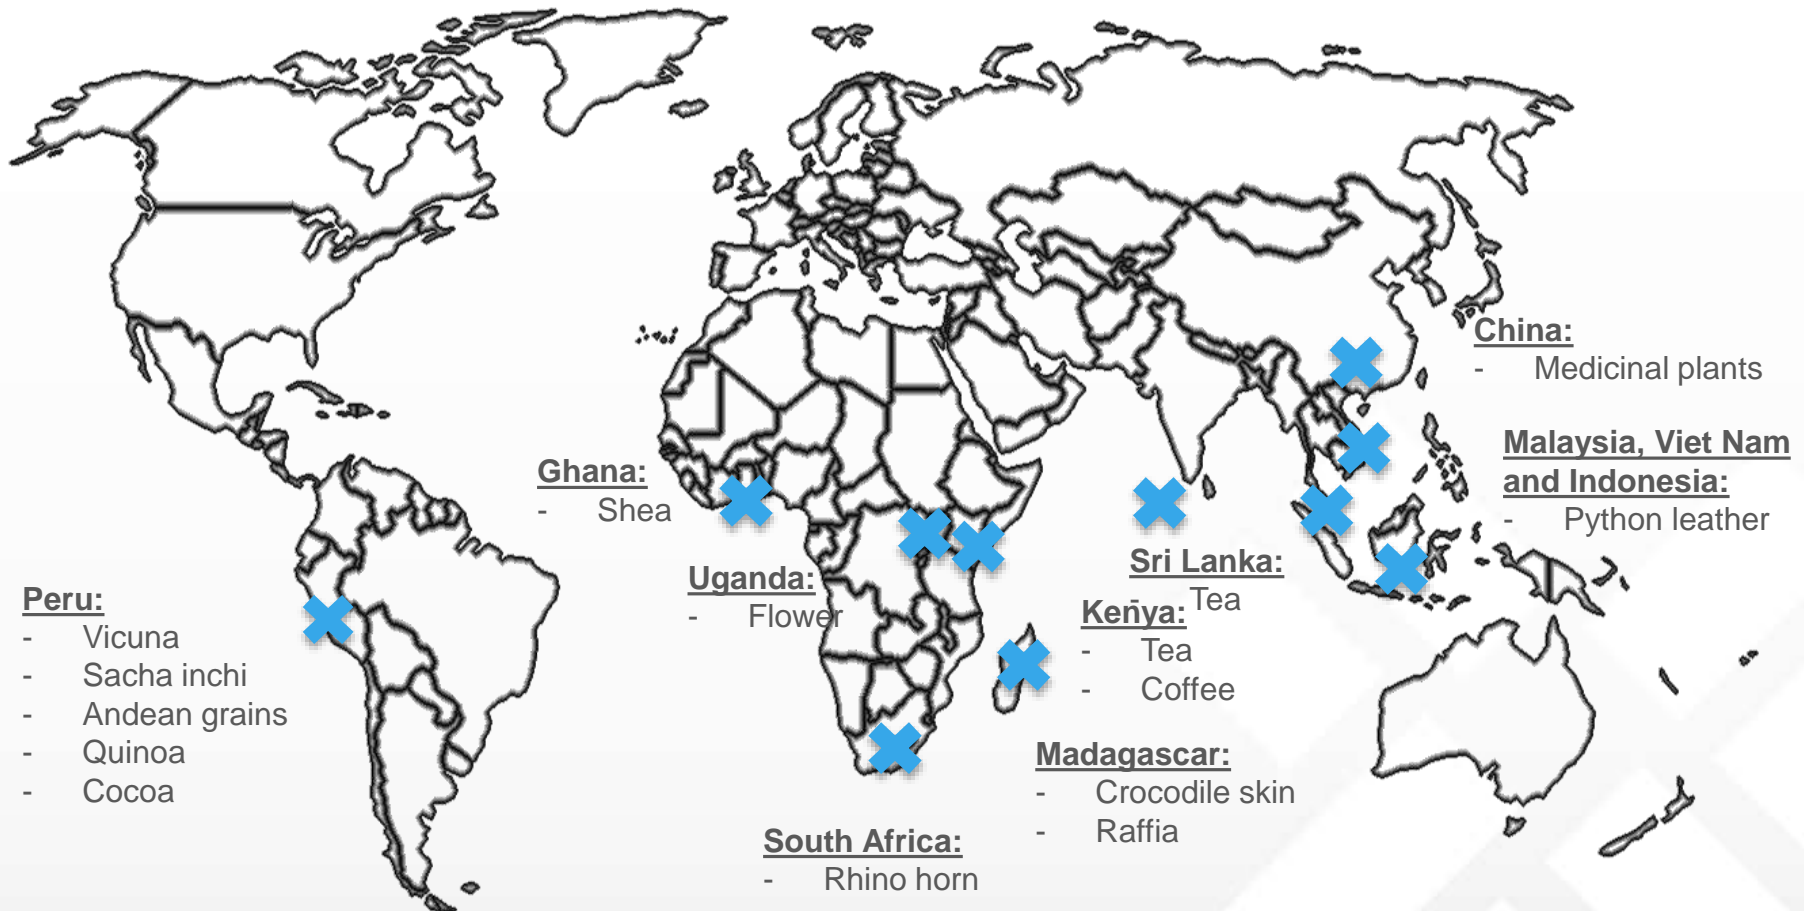 China:
- Medicinal plants
Malaysia, Viet Nam
and Indonesia:
- Python leather
Ghana:
- Shea
Uganda:
- Flower
Sri Lanka:
- Tea
Kenya:
- Tea
- Coffee
Peru:
- Vicuna
- Sacha inchi
- Andean grains
- Quinoa
- Cocoa
Madagascar:
- Crocodile skin
- Raffia
South Africa:
- Rhino horn